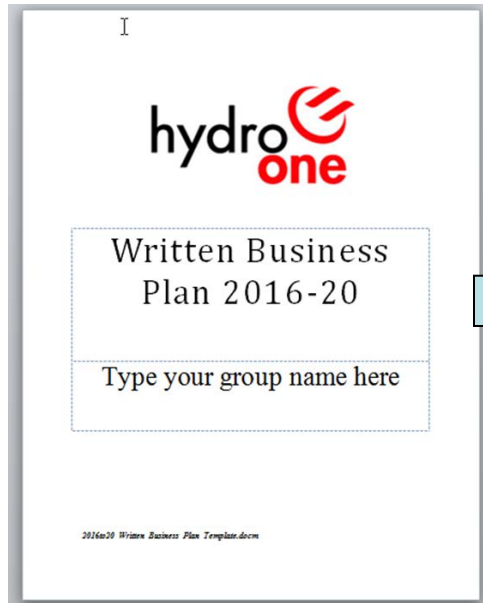 hydro
one
Written Business
Plan 2016-20
Type your group name here
2016to20 Written Business Plan Template.docm